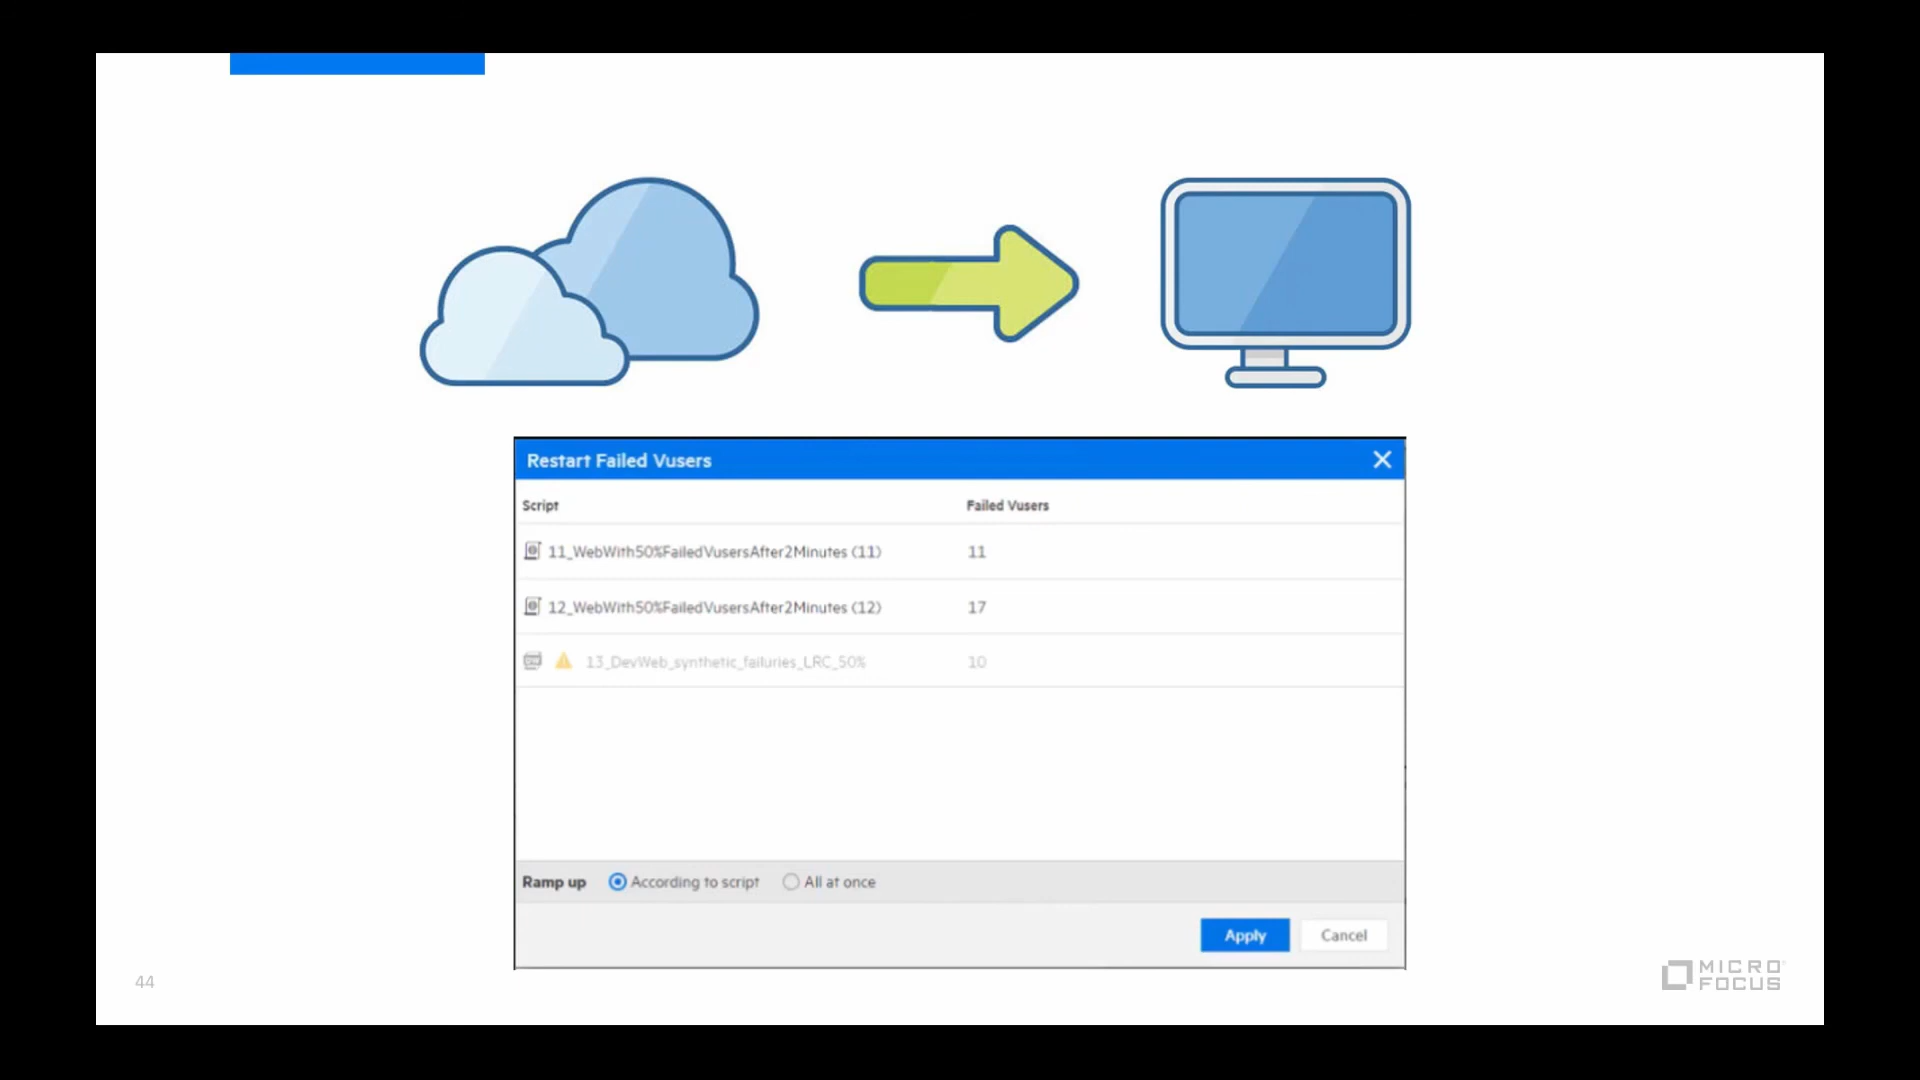 Restart Failed Vusers
Script Failed Vusers
11_WebWith50%FailedVusersAfter2Minutes (11) 11
12_WebWith50%FailedVusersAfter2Minutes (12) 17
13_DevWeb_synthetic_failuries_LRC_50% 10
Ramp up According to script All at once
Apply Cancel
44
MICRO
FOCUS